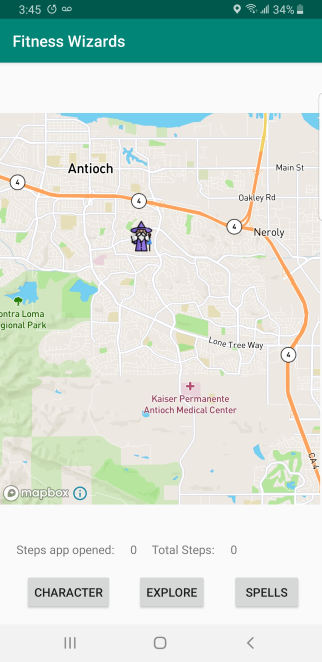 3:45 34%
Fitness Wizards
Antioch
Main St
4
4
Oakley Rd
4
Neroly
ontra Loma
gional Park
Lone Tree Way
4
Kaiser Permanente
Antioch Medical Center
CA 4
mapbox
Steps app opened: 0 Total Steps: 0
CHARACTER EXPLORE SPELLS